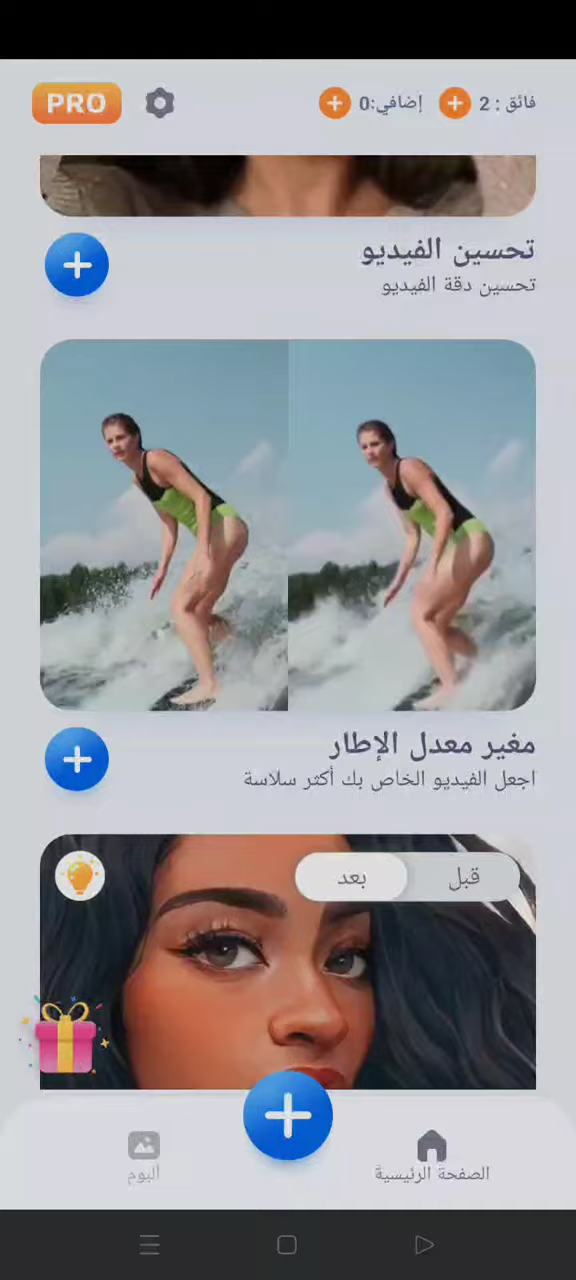 PRO
فائق : 2
إضافي:0
تحسين الفيديو
تحسين دقة الفيديو
مغير معدل الإطار
اجعل الفيديو الخاص بك أكثر سلاسة
قبل
بعد
الصفحة الرئيسية
ألبوم